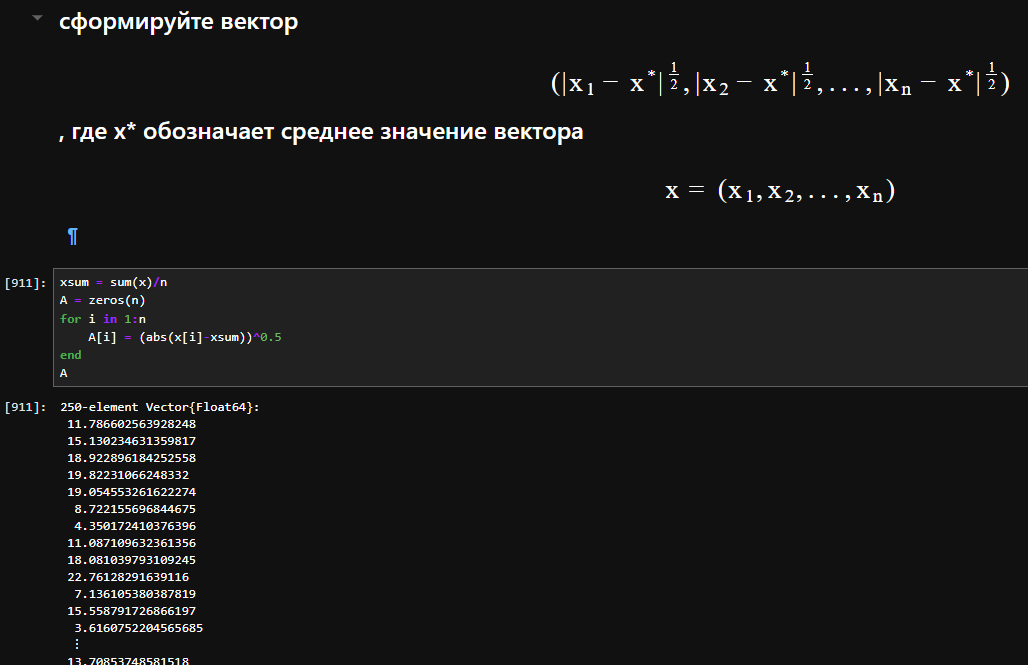 сформируйте вектор
(|x₁ − x*|^½, |x₂ − x*|^½, . . . , |xₙ − x*|^½)
, где x* обозначает среднее значение вектора
x = (x₁, x₂, . . . , xₙ)
¶
[911]: xsum = sum(x)/n
A = zeros(n)
for i in 1:n
    A[i] = (abs(x[i]-xsum))^0.5
end
A
[911]: 250-element Vector{Float64}:
11.786602563928248
15.130234631359817
18.922896184252558
19.82231066248332
19.054553261622274
8.722155696844675
4.350172410376396
11.087109632361356
18.081039793109245
22.76128291639116
7.136105380387819
15.558791726866197
3.6160752204565685
⋮
13.70853748581518